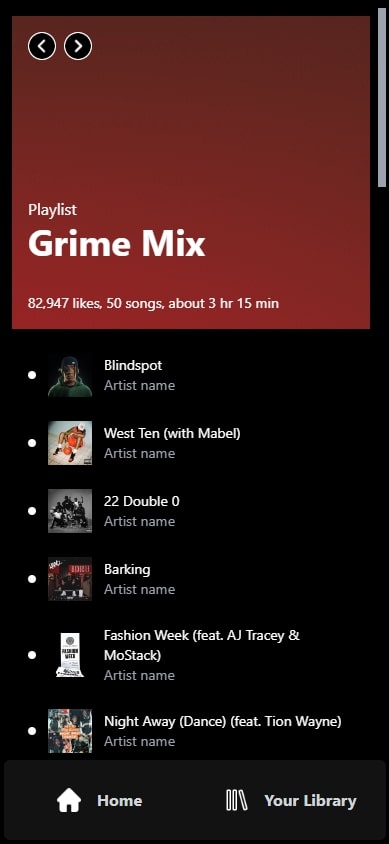 Playlist
Grime Mix
82,947 likes, 50 songs, about 3 hr 15 min
Blindspot
Artist name
West Ten (with Mabel)
Artist name
22 Double 0
Artist name
Barking
Artist name
Fashion Week (feat. AJ Tracey &
MoStack)
Artist name
Night Away (Dance) (feat. Tion Wayne)
Artist name
Home
Your Library